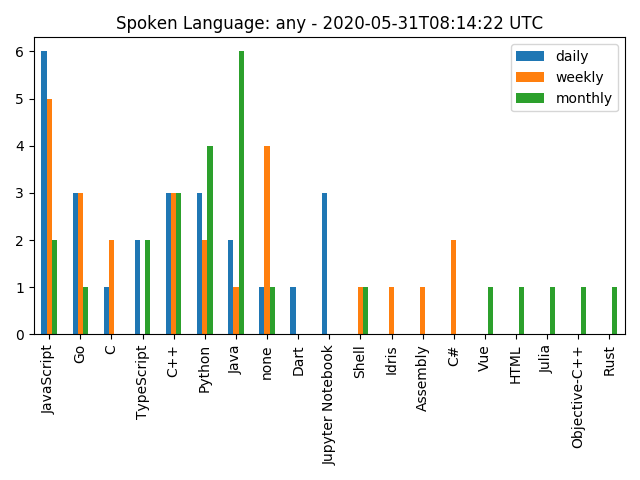 Spoken Language: any - 2020-05-31T08:14:22 UTC
daily
weekly
monthly
6
5
4
3
2
1
0
JavaScript
Go
C
TypeScript
C++
Python
Java
none
Dart
Jupyter Notebook
Shell
Idris
Assembly
C#
Vue
HTML
Julia
Objective-C++
Rust